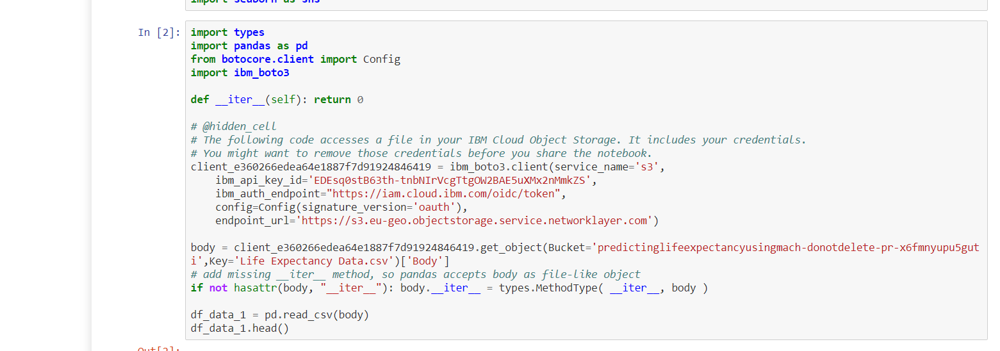 import seaborn as sns
In [2]:
import types
import pandas as pd
from botocore.client import Config
import ibm_boto3
def __iter__(self): return 0
# @hidden_cell
# The following code accesses a file in your IBM Cloud Object Storage. It includes your credentials.
# You might want to remove those credentials before you share the notebook.
client_e360266edea64e1887f7d91924846419 = ibm_boto3.client(service_name='s3',
ibm_api_key_id='EDEsq0stB63th-tnbNIrVcgTtgOW2BAE5uXMx2nMmkZS',
ibm_auth_endpoint="https://iam.cloud.ibm.com/oidc/token",
config=Config(signature_version='oauth'),
endpoint_url='https://s3.eu-geo.objectstorage.service.networklayer.com')
body = client_e360266edea64e1887f7d91924846419.get_object(Bucket='predictinglifeexpectancyusingmach-donotdelete-pr-x6fmnyupu5gut
i',Key='Life Expectancy Data.csv')['Body']
# add missing __iter__ method, so pandas accepts body as file-like object
if not hasattr(body, "__iter__"): body.__iter__ = types.MethodType( __iter__, body )
df_data_1 = pd.read_csv(body)
df_data_1.head()
Out[2]: